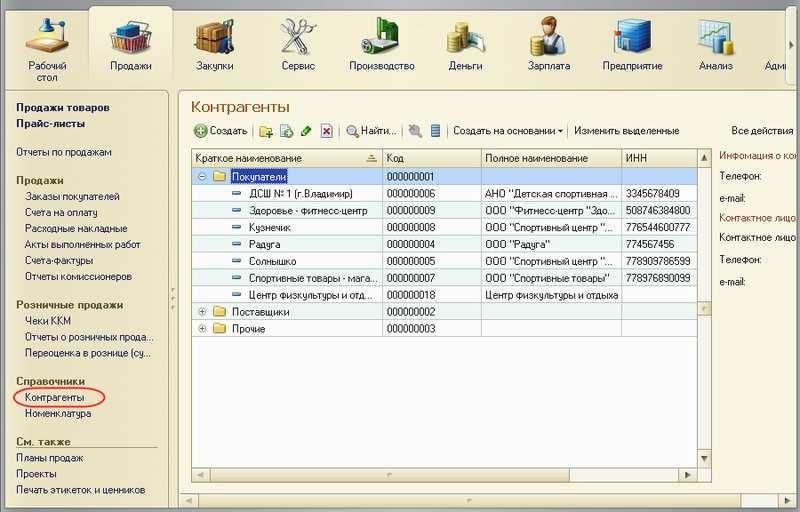 Рабочий
стол
Продажи
Закупки
Сервис
Производство
Деньги
Зарплата
Предприятие
Анализ
Адми
Продажи товаров
Прайс-листы
Отчеты по продажам
Продажи
Заказы покупателей
Счета на оплату
Расходные накладные
Акты выполненных работ
Счета-фактуры
Отчеты комиссионеров
Розничные продажи
Чеки ККМ
Отчеты о розничных прода...
Переоценка в рознице (су...
Справочники
Контрагенты
Номенклатура
См. также
Планы продаж
Проекты
Печать этикеток и ценников
Контрагенты
Создать Найти... Создать на основании Изменить выделенные Все действия
Краткое наименование Код Полное наименование ИНН
Покупатели 000000001
ДСШ № 1 (г.Владимир) 000000006 АНО "Детская спортивная ... 3345678409
Здоровье - фитнесс-центр 000000009 ООО "Фитнесс-центр "Здо... 508746384800
Кузнечик 000000008 ООО "Спортивный центр "... 776544600777
Радуга 000000004 ООО "Радуга" 774567456
Солнышко 000000005 ООО "Спортивный центр "... 778909786599
Спортивные товары - мага... 000000007 ООО "Спортивные товары" 778976890099
Центр физкультуры и отд... 000000018 Центр физкультуры и отдыха
Поставщики 000000002
Прочие 000000003
Инфомация о кон
Телефон:
e-mail:
Контактное лицо
Контактное лицо
Телефон:
e-mail: